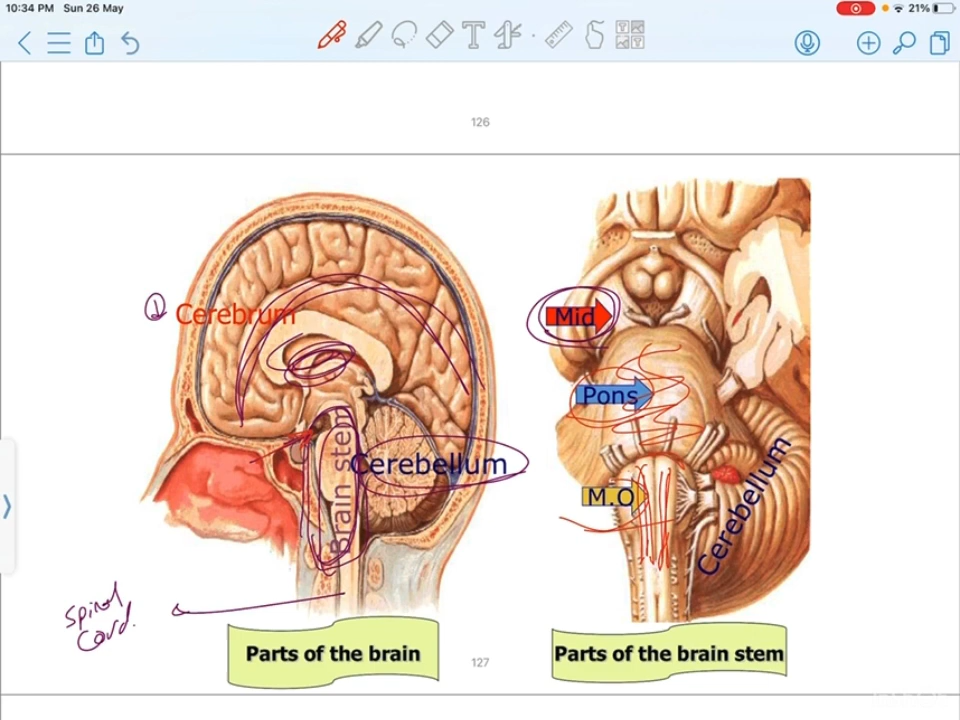 10:34 PM Sun 26 May
21%
126
① Cerebrum
Brain stem
Cerebellum
Spinal
Cord.
Parts of the brain
Mid
Pons
M.O
Cerebellum
Parts of the brain stem
127